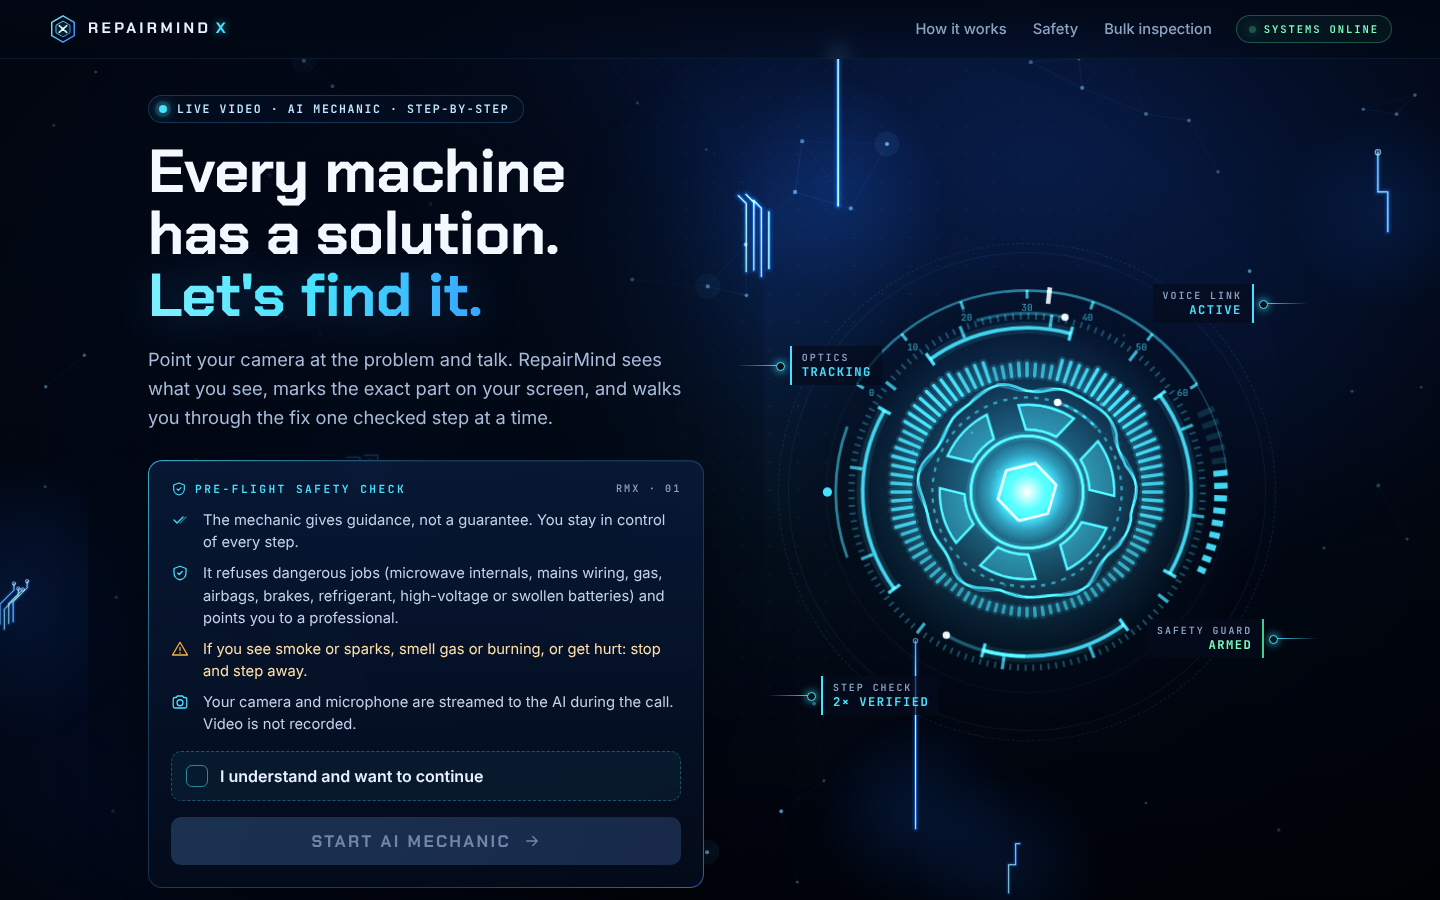 REPAIRMIND X
How it works
Safety
Bulk inspection
SYSTEMS ONLINE
LIVE VIDEO · AI MECHANIC · STEP-BY-STEP
Every machine
has a solution.
Let's find it.
Point your camera at the problem and talk. RepairMind sees
what you see, marks the exact part on your screen, and walks
you through the fix one checked step at a time.
PRE-FLIGHT SAFETY CHECK
RMX · 01
The mechanic gives guidance, not a guarantee. You stay in control
of every step.
It refuses dangerous jobs (microwave internals, mains wiring, gas,
airbags, brakes, refrigerant, high-voltage or swollen batteries) and
points you to a professional.
If you see smoke or sparks, smell gas or burning, or get hurt: stop
and step away.
Your camera and microphone are streamed to the AI during the call.
Video is not recorded.
I understand and want to continue
START AI MECHANIC →
VOICE LINK
ACTIVE
OPTICS
TRACKING
0
10
20
30
40
50
60
SAFETY GUARD
ARMED
STEP CHECK
2× VERIFIED